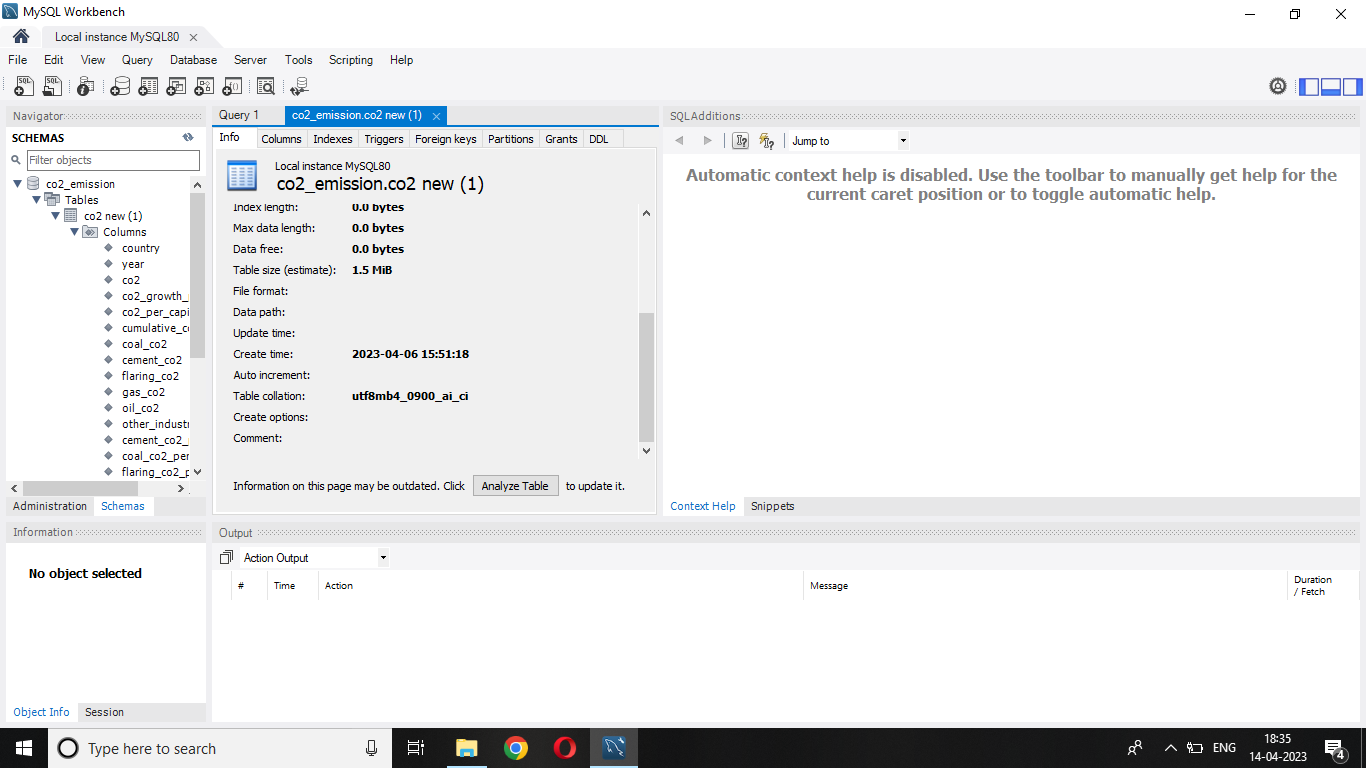 MySQL Workbench
Local instance MySQL80
File Edit View Query Database Server Tools Scripting Help
Navigator
SCHEMAS
Filter objects
co2_emission
Tables
co2 new (1)
Columns
country
year
co2
co2_growth_
co2_per_capi
cumulative_c
coal_co2
cement_co2
flaring_co2
gas_co2
oil_co2
other_industr
cement_co2_
coal_co2_per
flaring_co2_p
Administration Schemas
Information
No object selected
Object Info Session
Query 1 co2_emission.co2 new (1)
Info Columns Indexes Triggers Foreign keys Partitions Grants DDL
Local instance MySQL80
co2_emission.co2 new (1)
Index length: 0.0 bytes
Max data length: 0.0 bytes
Data free: 0.0 bytes
Table size (estimate): 1.5 MiB
File format:
Data path:
Update time:
Create time: 2023-04-06 15:51:18
Auto increment:
Table collation: utf8mb4_0900_ai_ci
Create options:
Comment:
Information on this page may be outdated. Click Analyze Table to update it.
SQLAdditions
Jump to
Automatic context help is disabled. Use the toolbar to manually get help for the
current caret position or to toggle automatic help.
Context Help Snippets
Output
Action Output
# Time Action Message Duration / Fetch
Type here to search
ENG
18:35
14-04-2023
4